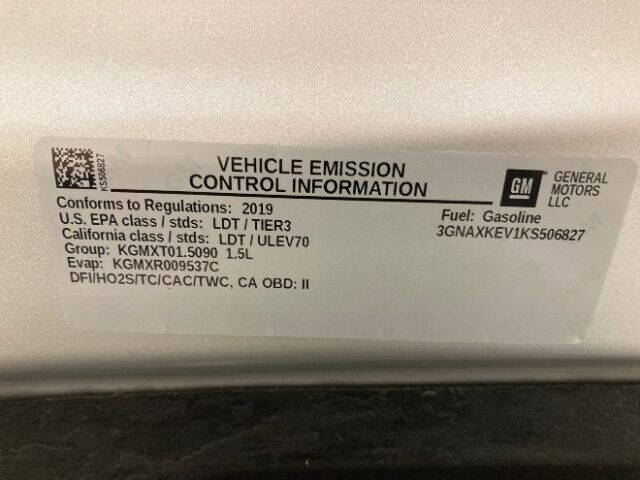 KS506827
VEHICLE EMISSION
CONTROL INFORMATION
GM
GENERAL
MOTORS
LLC
Conforms to Regulations: 2019
U.S. EPA class / stds: LDT / TIER3
California class / stds: LDT / ULEV70
Group: KGMXT01.5090 1.5L
Evap: KGMXR009537C
DFI/HO2S/TC/CAC/TWC, CA OBD: II
Fuel: Gasoline
3GNAXKEV1KS506827